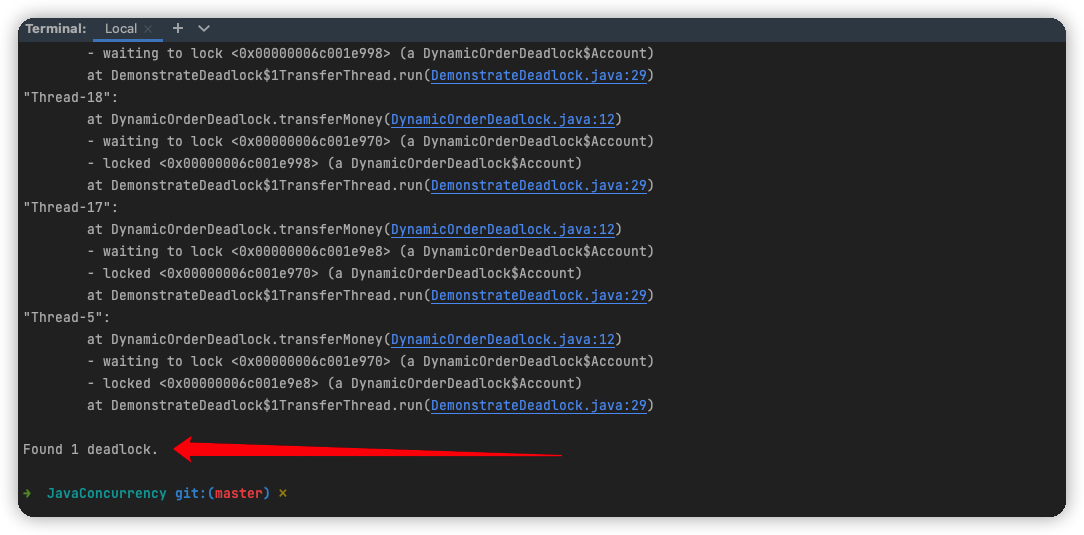 Terminal: Local × + ∨
- waiting to lock <0x00000006c001e998> (a DynamicOrderDeadlock$Account)
at DemonstrateDeadlock$1TransferThread.run(DemonstrateDeadlock.java:29)
"Thread-18":
at DynamicOrderDeadlock.transferMoney(DynamicOrderDeadlock.java:12)
- waiting to lock <0x00000006c001e970> (a DynamicOrderDeadlock$Account)
- locked <0x00000006c001e998> (a DynamicOrderDeadlock$Account)
at DemonstrateDeadlock$1TransferThread.run(DemonstrateDeadlock.java:29)
"Thread-17":
at DynamicOrderDeadlock.transferMoney(DynamicOrderDeadlock.java:12)
- waiting to lock <0x00000006c001e9e8> (a DynamicOrderDeadlock$Account)
- locked <0x00000006c001e970> (a DynamicOrderDeadlock$Account)
at DemonstrateDeadlock$1TransferThread.run(DemonstrateDeadlock.java:29)
"Thread-5":
at DynamicOrderDeadlock.transferMoney(DynamicOrderDeadlock.java:12)
- waiting to lock <0x00000006c001e970> (a DynamicOrderDeadlock$Account)
- locked <0x00000006c001e9e8> (a DynamicOrderDeadlock$Account)
at DemonstrateDeadlock$1TransferThread.run(DemonstrateDeadlock.java:29)
Found 1 deadlock.
→ JavaConcurrency git:(master) ×